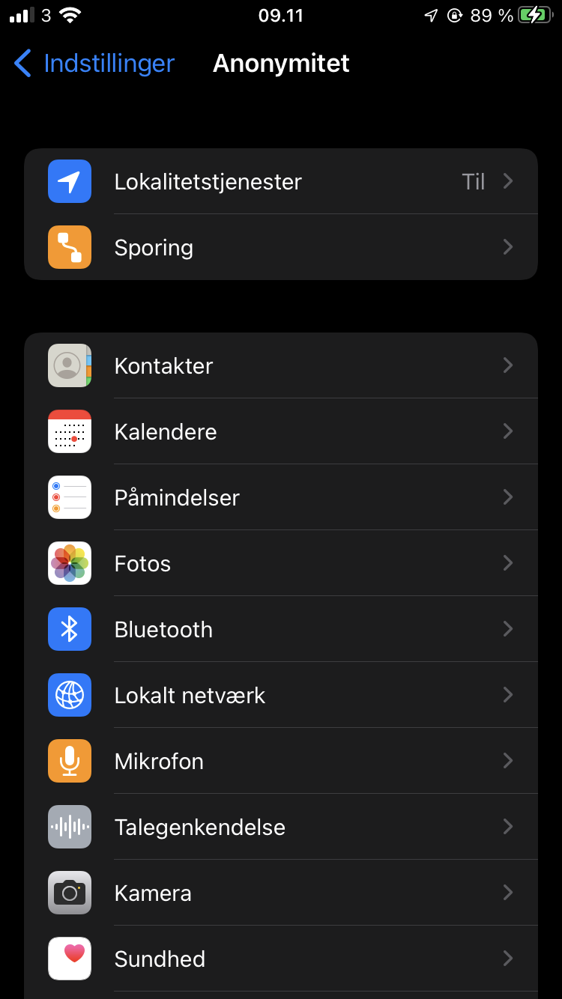 3 09.11 89 %
Indstillinger Anonymitet
Lokalitetstjenester Til
Sporing
Kontakter
Kalendere
Påmindelser
Fotos
Bluetooth
Lokalt netværk
Mikrofon
Talegenkendelse
Kamera
Sundhed